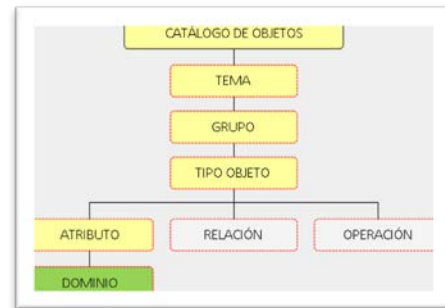 CATÁLOGO DE OBJETOS
TEMA
GRUPO
TIPO OBJETO
ATRIBUTO
RELACIÓN
OPERACIÓN
DOMINIO